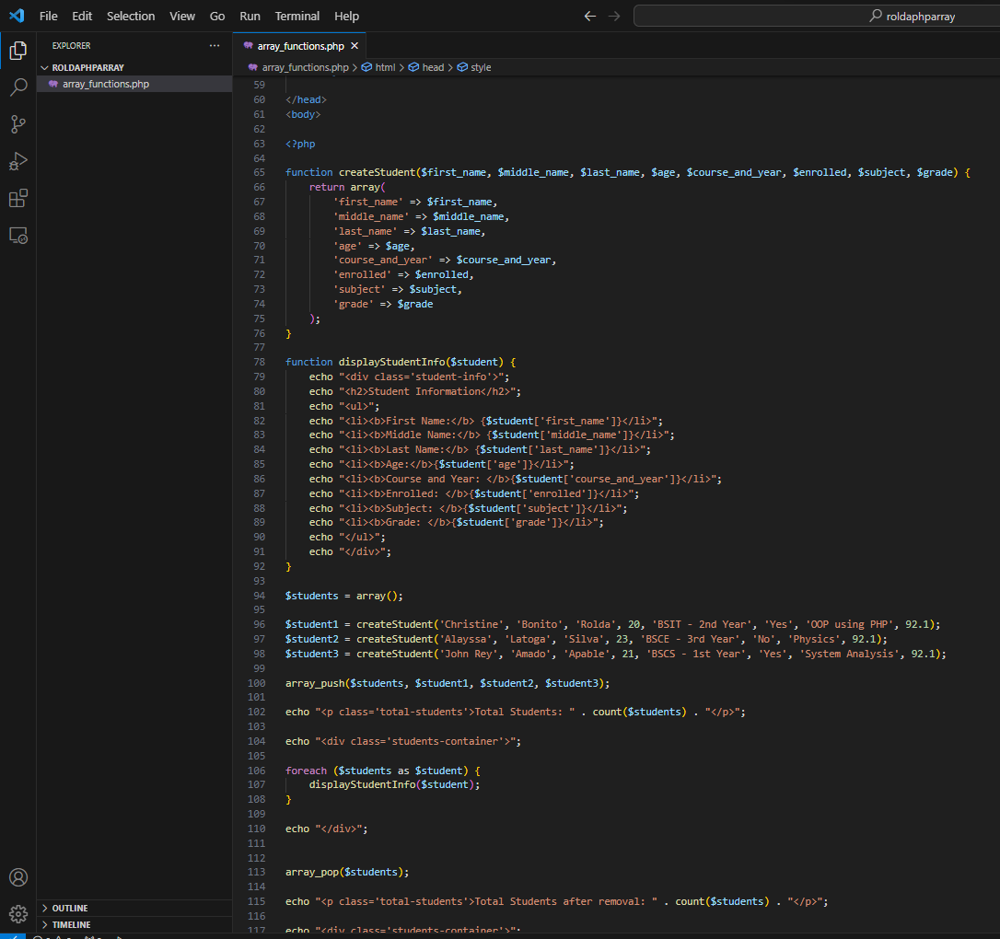 File Edit Selection View Go Run Terminal Help
roldaphparray
EXPLORER
ROLDAPHPARRAY
array_functions.php
array_functions.php
array_functions.php > html > head > style
59
60 </head>
61 <body>
62
63 <?php
64
65 function createStudent($first_name, $middle_name, $last_name, $age, $course_and_year, $enrolled, $subject, $grade) {
66 return array(
67 'first_name' => $first_name,
68 'middle_name' => $middle_name,
69 'last_name' => $last_name,
70 'age' => $age,
71 'course_and_year' => $course_and_year,
72 'enrolled' => $enrolled,
73 'subject' => $subject,
74 'grade' => $grade
75 );
76 }
77
78 function displayStudentInfo($student) {
79 echo "<div class='student-info'>";
80 echo "<h2>Student Information</h2>";
81 echo "<ul>";
82 echo "<li><b>First Name:</b> {$student['first_name']}</li>";
83 echo "<li><b>Middle Name:</b> {$student['middle_name']}</li>";
84 echo "<li><b>Last Name:</b> {$student['last_name']}</li>";
85 echo "<li><b>Age:</b>{$student['age']}</li>";
86 echo "<li><b>Course and Year: </b>{$student['course_and_year']}</li>";
87 echo "<li><b>Enrolled: </b>{$student['enrolled']}</li>";
88 echo "<li><b>Subject: </b>{$student['subject']}</li>";
89 echo "<li><b>Grade: </b>{$student['grade']}</li>";
90 echo "</ul>";
91 echo "</div>";
92 }
93
94 $students = array();
95
96 $student1 = createStudent('Christine', 'Bonito', 'Rolda', 20, 'BSIT - 2nd Year', 'Yes', 'OOP using PHP', 92.1);
97 $student2 = createStudent('Alayssa', 'Latoga', 'Silva', 23, 'BSCE - 3rd Year', 'No', 'Physics', 92.1);
98 $student3 = createStudent('John Rey', 'Amado', 'Apable', 21, 'BSCS - 1st Year', 'Yes', 'System Analysis', 92.1);
99
100 array_push($students, $student1, $student2, $student3);
101
102 echo "<p class='total-students'>Total Students: " . count($students) . "</p>";
103
104 echo "<div class='students-container'>";
105
106 foreach ($students as $student) {
107 displayStudentInfo($student);
108 }
109
110 echo "</div>";
111
112
113 array_pop($students);
114
115 echo "<p class='total-students'>Total Students after removal: " . count($students) . "</p>";
116
117 echo "<div class='students-container'>";
OUTLINE
TIMELINE